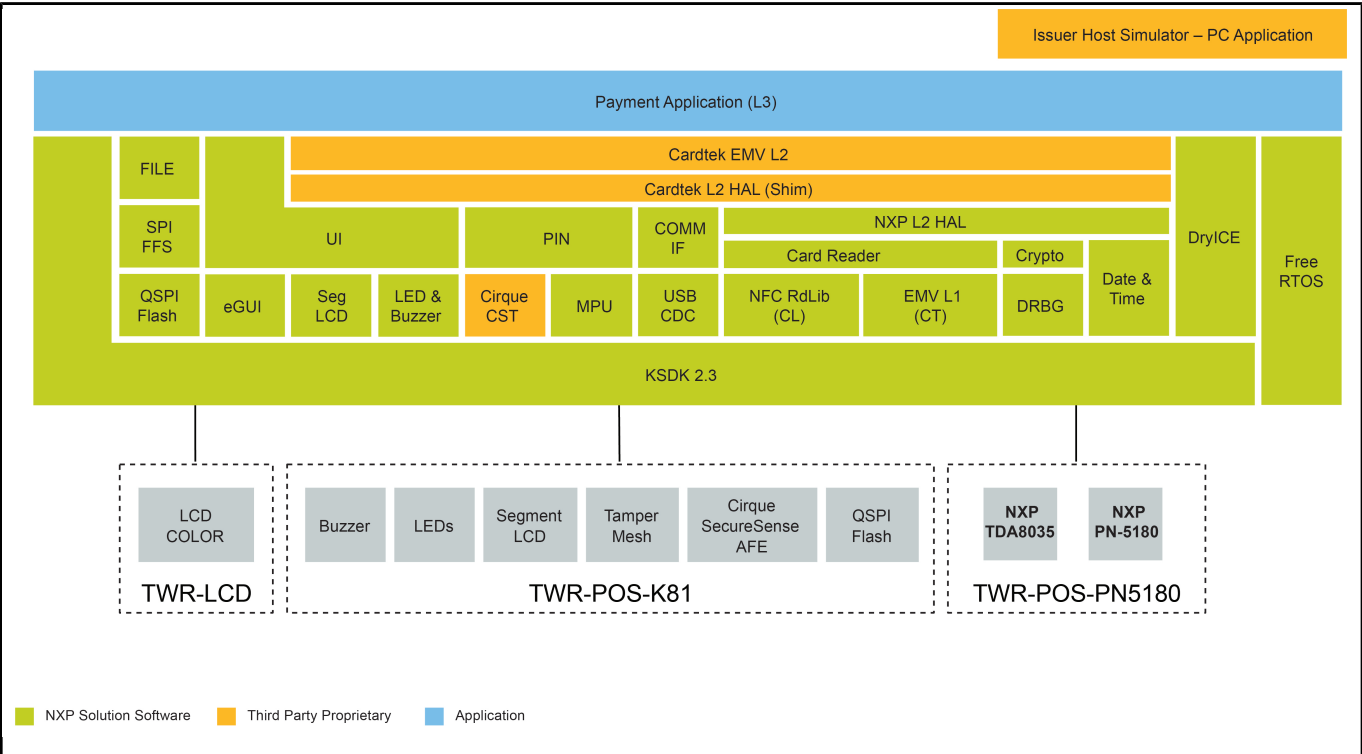 Issuer Host Simulator – PC Application
Payment Application (L3)
FILE
Cardtek EMV L2
Cardtek L2 HAL (Shim)
SPI
FFS
UI
PIN
COMM
IF
NXP L2 HAL
Card Reader
Crypto
DryICE
Free
RTOS
QSPI
Flash
eGUI
Seg
LCD
LED &
Buzzer
Cirque
CST
MPU
USB
CDC
NFC RdLib
(CL)
EMV L1
(CT)
DRBG
Date &
Time
KSDK 2.3
LCD
COLOR
TWR-LCD
Buzzer
LEDs
Segment
LCD
Tamper
Mesh
Cirque
SecureSense
AFE
QSPI
Flash
TWR-POS-K81
NXP
TDA8035
NXP
PN-5180
TWR-POS-PN5180
NXP Solution Software
Third Party Proprietary
Application